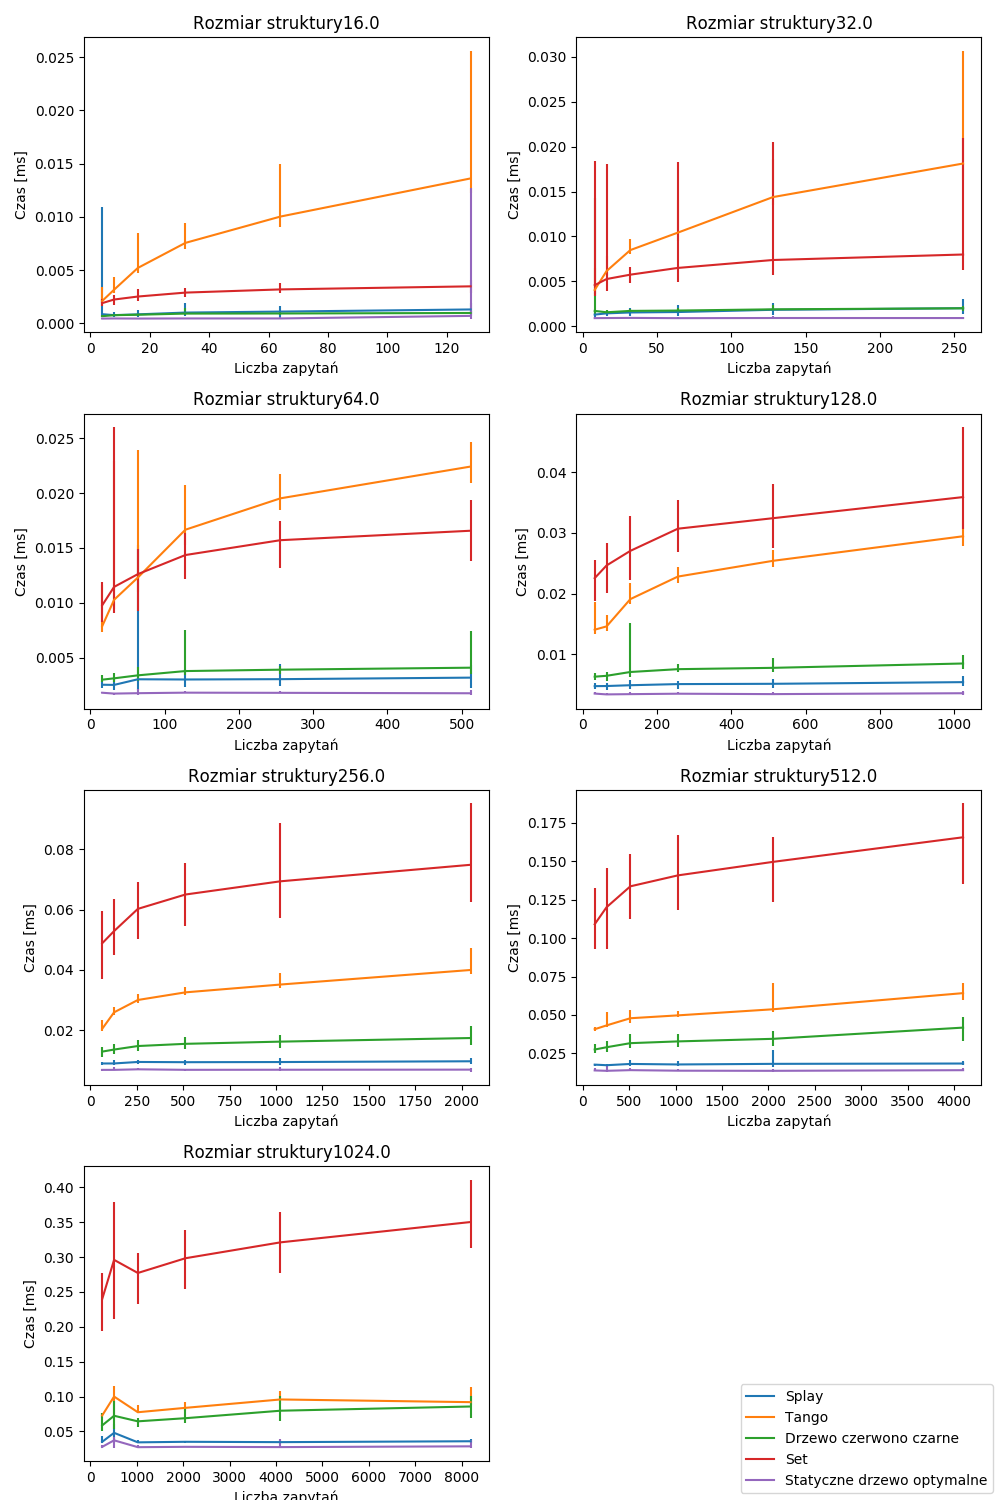 Rozmiar struktury16.0
0.025
0.020
0.015
0.010
0.005
0.000
Czas [ms]
0 20 40 60 80 100 120
Liczba zapytań
Rozmiar struktury32.0
0.030
0.025
0.020
0.015
0.010
0.005
0.000
Czas [ms]
0 50 100 150 200 250
Liczba zapytań
Rozmiar struktury64.0
0.025
0.020
0.015
0.010
0.005
Czas [ms]
0 100 200 300 400 500
Liczba zapytań
Rozmiar struktury128.0
0.04
0.03
0.02
0.01
Czas [ms]
0 200 400 600 800 1000
Liczba zapytań
Rozmiar struktury256.0
0.08
0.06
0.04
0.02
Czas [ms]
0 250 500 750 1000 1250 1500 1750 2000
Liczba zapytań
Rozmiar struktury512.0
0.175
0.150
0.125
0.100
0.075
0.050
0.025
Czas [ms]
0 500 1000 1500 2000 2500 3000 3500 4000
Liczba zapytań
Rozmiar struktury1024.0
0.40
0.35
0.30
0.25
0.20
0.15
0.10
0.05
Czas [ms]
0 1000 2000 3000 4000 5000 6000 7000 8000
Liczba zapytań
Splay
Tango
Drzewo czerwono czarne
Set
Statyczne drzewo optymalne